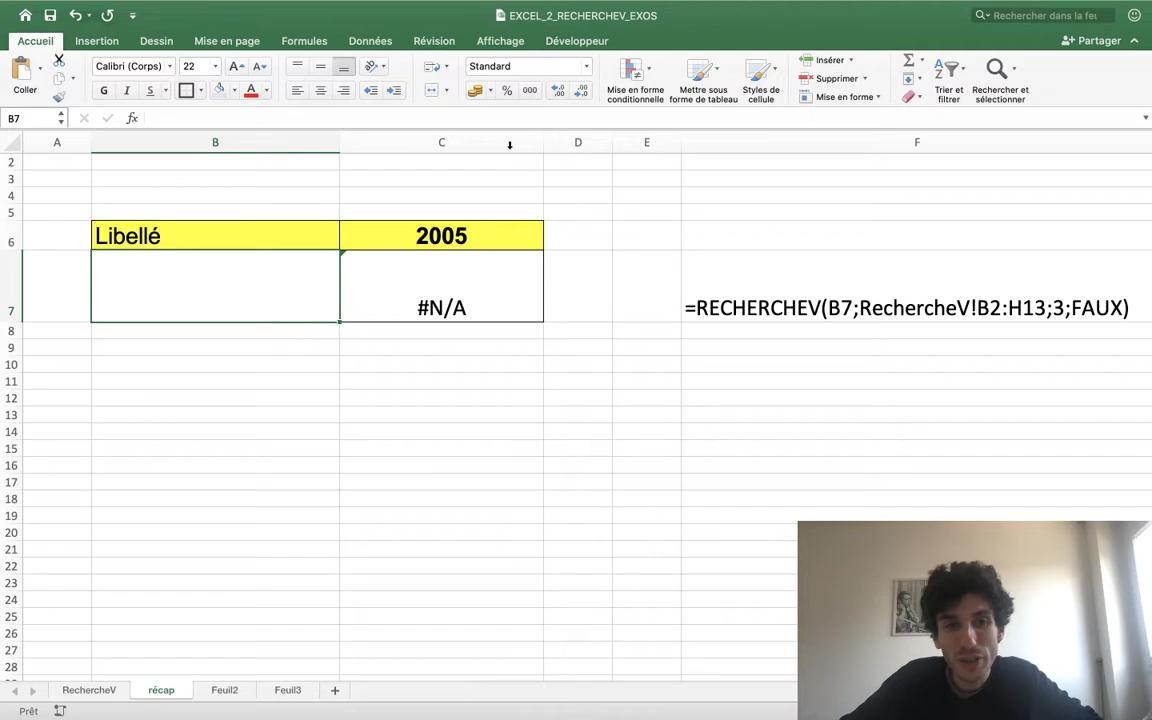 EXCEL_2_RECHERCHEV_EXOS
Rechercher dans la feu
Accueil Insertion Dessin Mise en page Formules Données Révision Affichage Développeur
Partager
Coller
Calibri (Corps) 22
G I S
Standard
% 000
Mise en forme conditionnelle
Mettre sous forme de tableau
Styles de cellule
Insérer
Supprimer
Mise en forme
Trier et filtrer
Rechercher et sélectionner
B7 fx
A B C D E F
2
3
4
5
6 Libellé 2005
7 #N/A =RECHERCHEV(B7;RechercheV!B2:H13;3;FAUX)
8
9
10
11
12
13
14
15
16
17
18
19
20
21
22
23
24
25
26
27
28
RechercheV récap Feuil2 Feuil3 +
Prêt